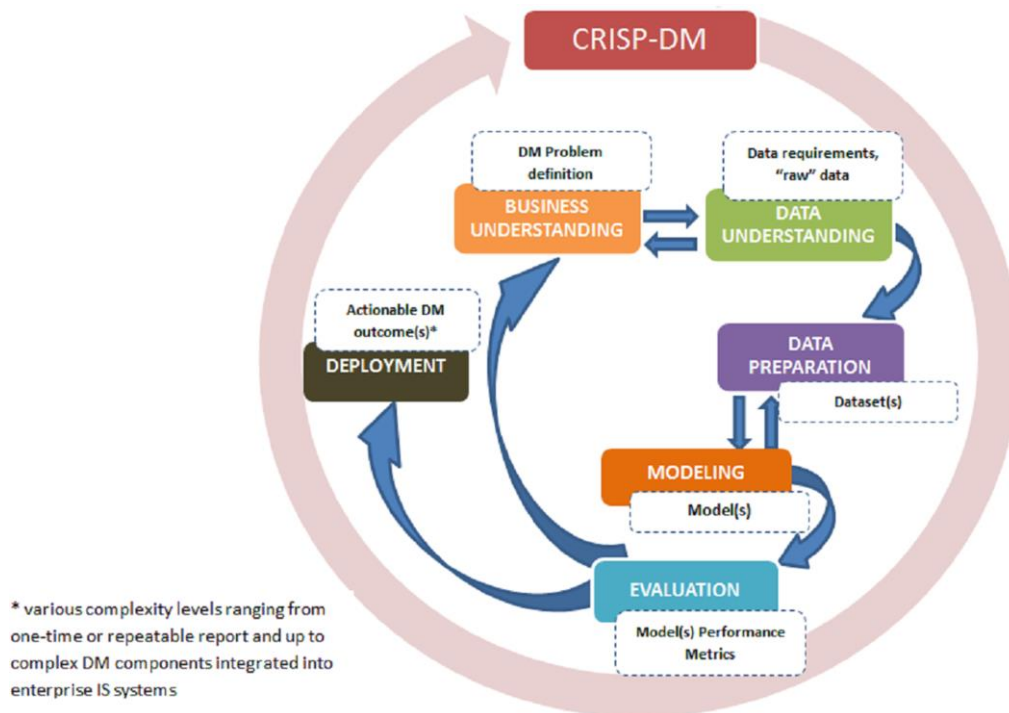 CRISP-DM
DM Problem
definition
BUSINESS
UNDERSTANDING
Data requirements,
“raw” data
DATA
UNDERSTANDING
Actionable DM
outcome(s)*
DEPLOYMENT
DATA
PREPARATION
Dataset(s)
MODELING
Model(s)
EVALUATION
Model(s) Performance
Metrics
* various complexity levels ranging from
one-time or repeatable report and up to
complex DM components integrated into
enterprise IS systems